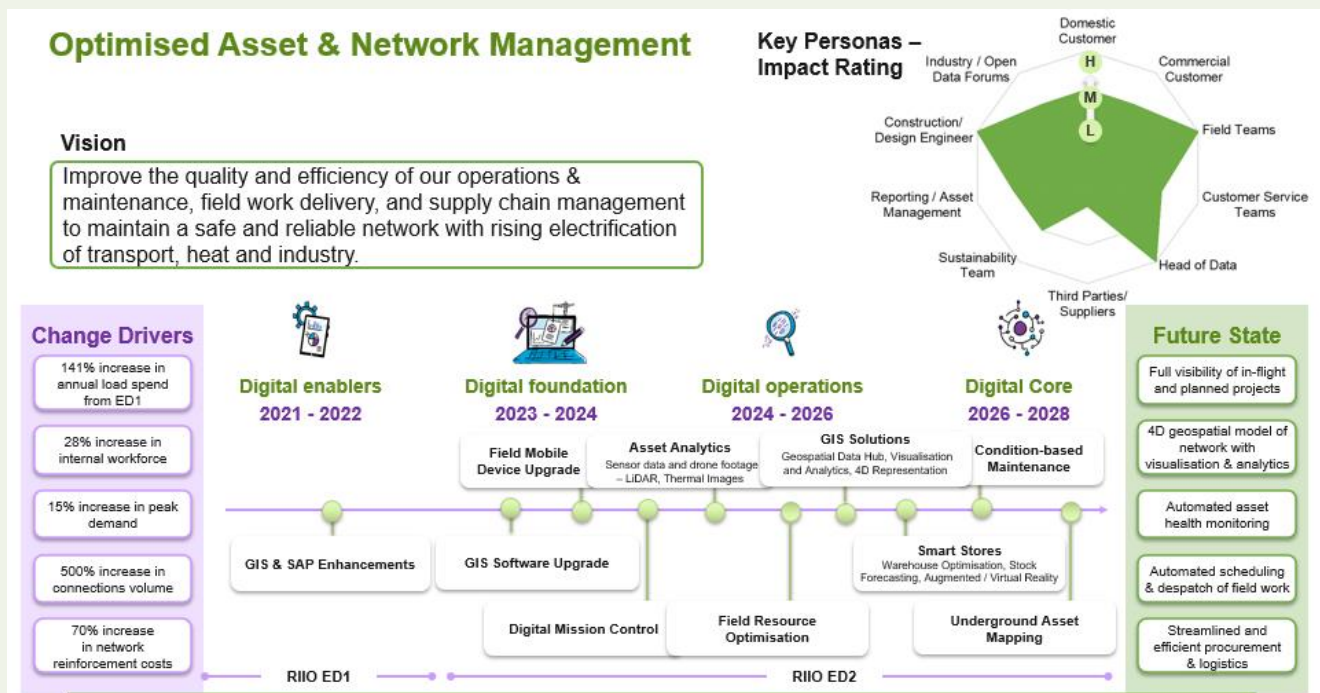 Optimised Asset & Network Management
Vision
Improve the quality and efficiency of our operations &
maintenance, field work delivery, and supply chain management
to maintain a safe and reliable network with rising electrification
of transport, heat and industry.
Key Personas –
Impact Rating
Domestic
Customer
Commercial
Customer
Field Teams
Customer Service
Teams
Head of Data
Third Parties/
Suppliers
Sustainability
Team
Reporting / Asset
Management
Construction/
Design Engineer
Industry / Open
Data Forums
H
M
L
Change Drivers
141% increase in
annual load spend
from ED1
28% increase in
internal workforce
15% increase in peak
demand
500% increase in
connections volume
70% increase
in network
reinforcement costs
Digital enablers
2021 - 2022
Digital foundation
2023 - 2024
Digital operations
2024 - 2026
Digital Core
2026 - 2028
Field Mobile
Device Upgrade
Asset Analytics
Sensor data and drone footage
– LiDAR, Thermal Images
GIS Solutions
Geospatial Data Hub, Visualisation
and Analytics, 4D Representation
Condition-based
Maintenance
GIS & SAP Enhancements
GIS Software Upgrade
Smart Stores
Warehouse Optimisation, Stock
Forecasting, Augmented / Virtual Reality
Digital Mission Control
Field Resource
Optimisation
Underground Asset
Mapping
RIIO ED1
RIIO ED2
Future State
Full visibility of in-flight
and planned projects
4D geospatial model of
network with
visualisation & analytics
Automated asset
health monitoring
Automated scheduling
& despatch of field work
Streamlined and
efficient procurement
& logistics